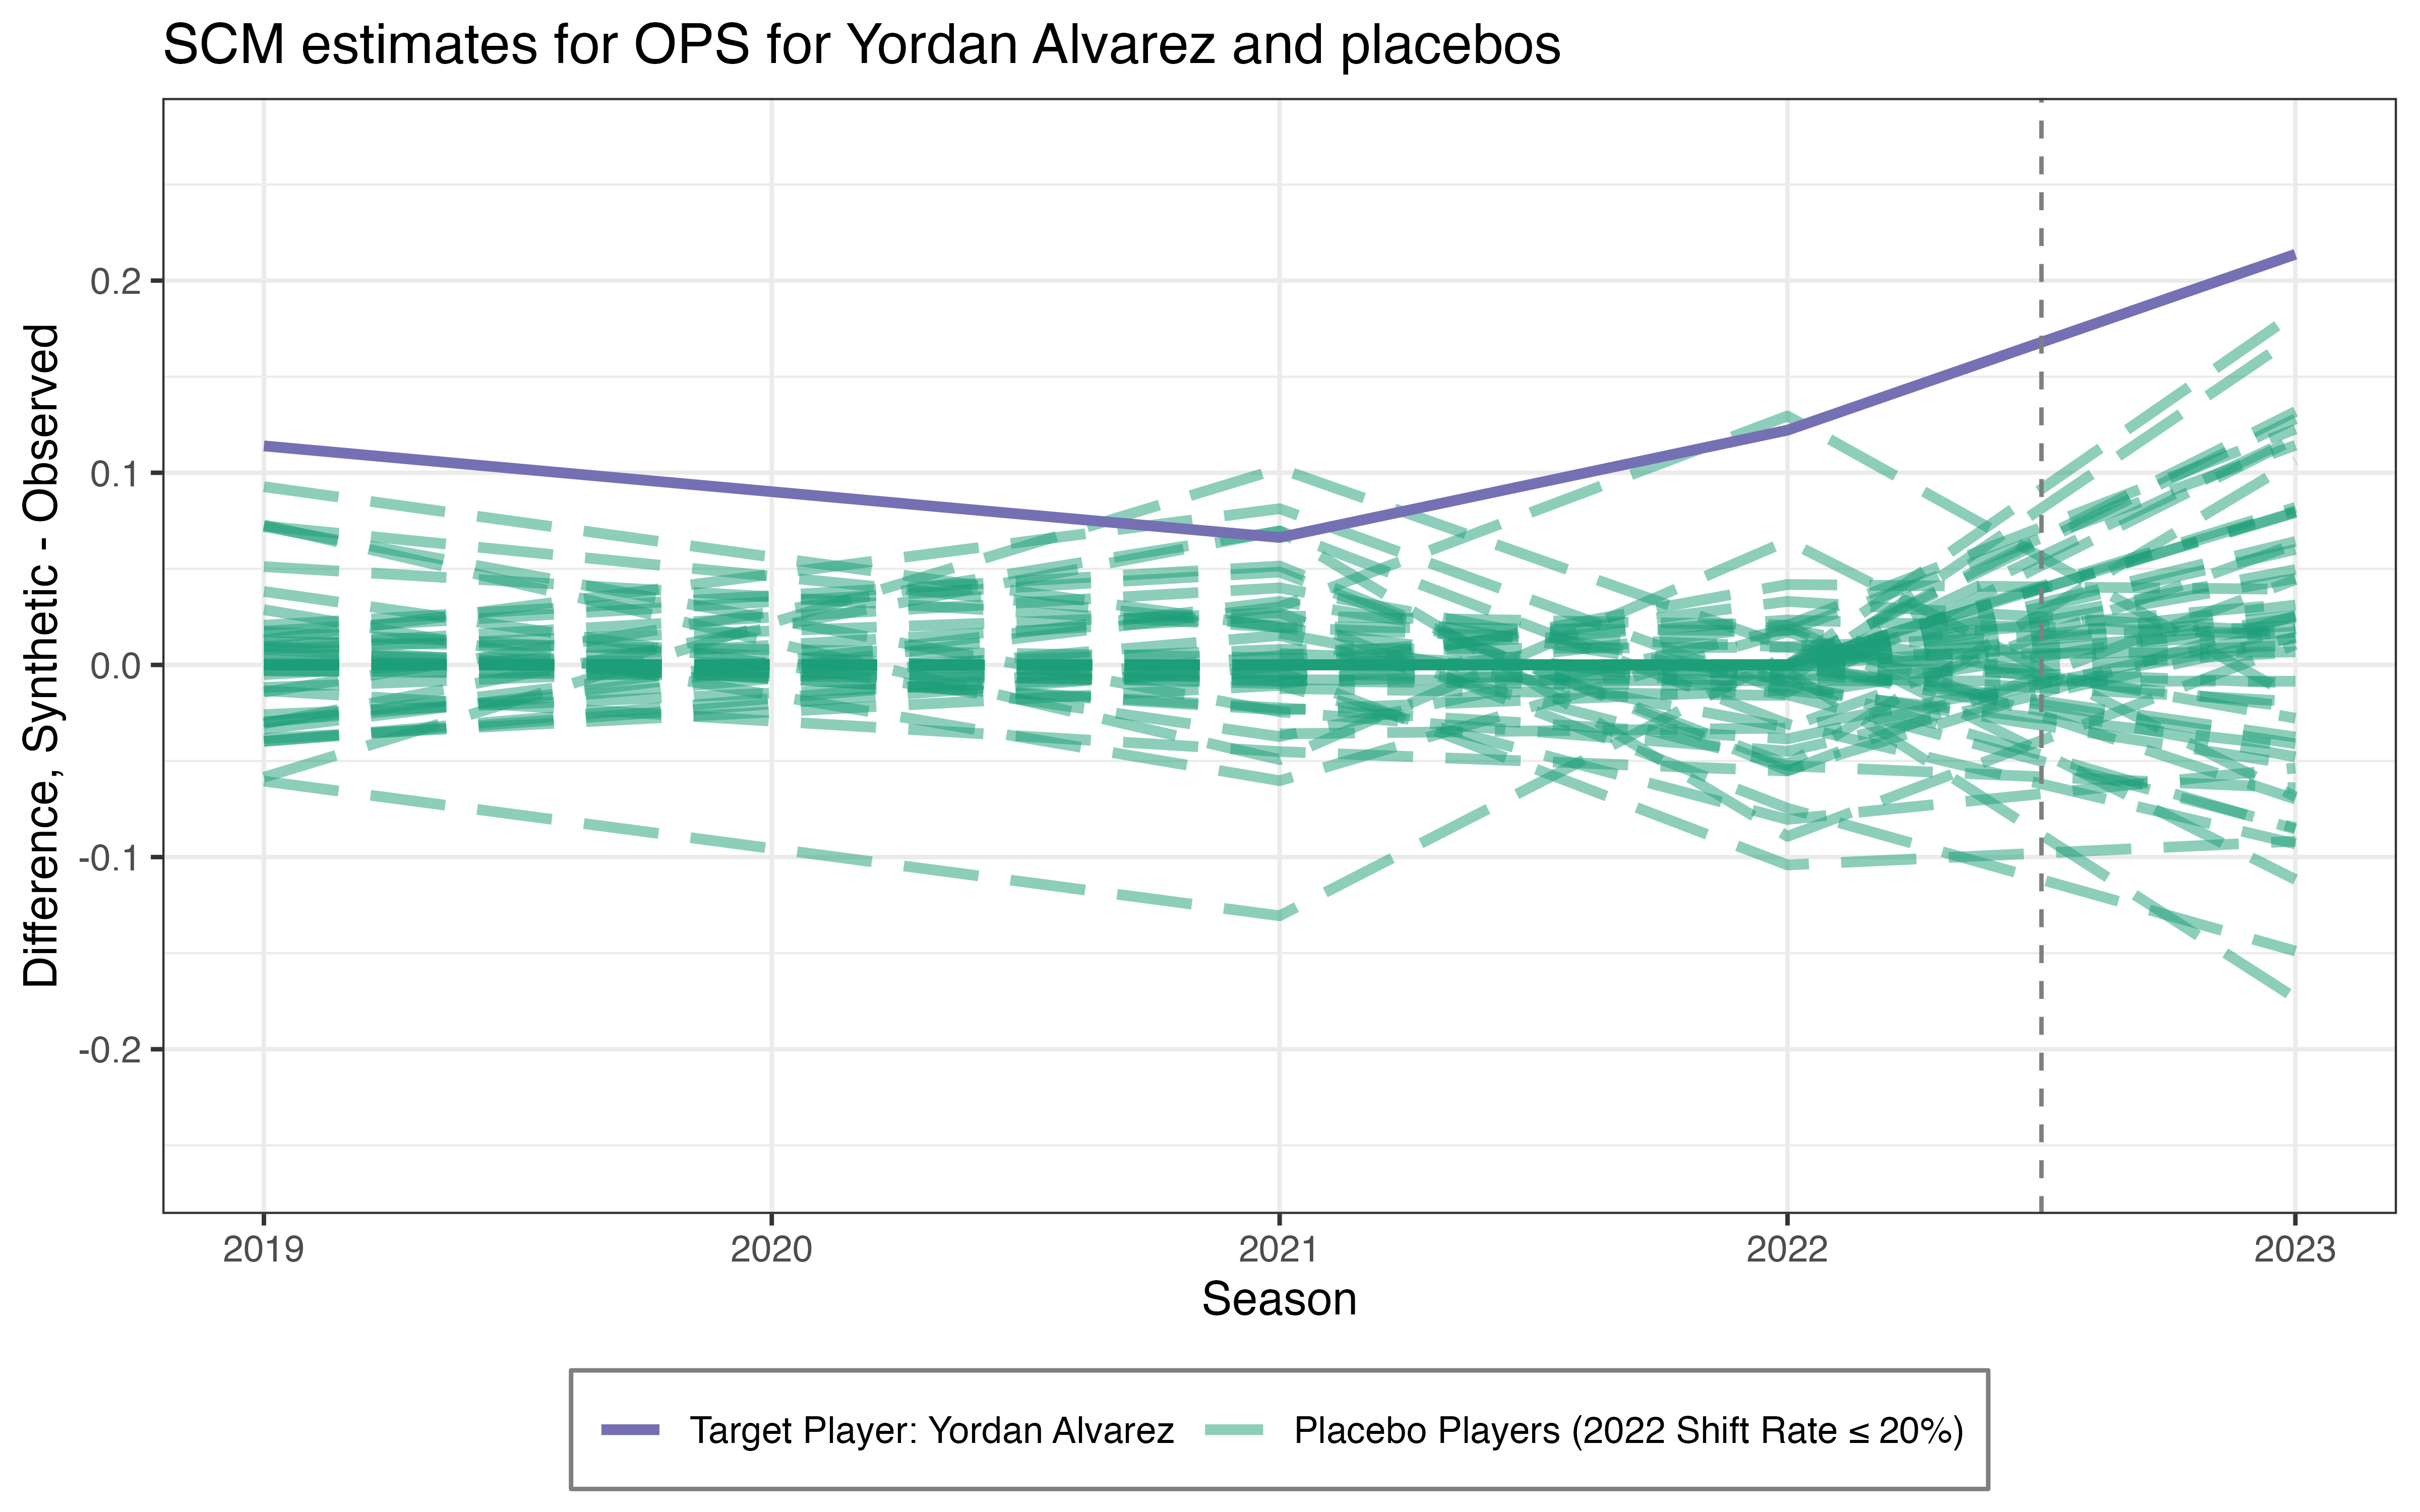 SCM estimates for OPS for Yordan Alvarez and placebos
Difference, Synthetic - Observed
0.2
0.1
0.0
-0.1
-0.2
2019 2020 2021 2022 2023
Season
Target Player: Yordan Alvarez Placebo Players (2022 Shift Rate ≤ 20%)